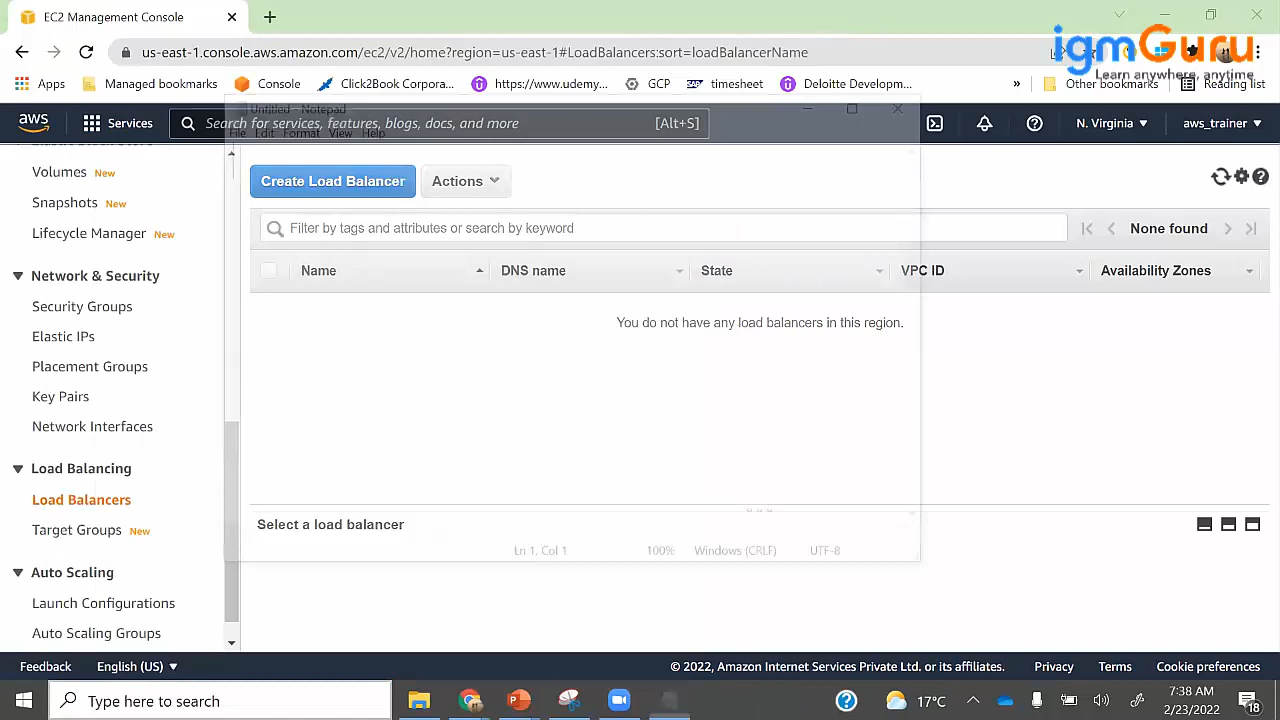 EC2 Management Console
us-east-1.console.aws.amazon.com/ec2/v2/home?region=us-east-1#LoadBalancers:sort=loadBalancerName
igmGuru
Learn anywhere, anytime
Apps
Managed bookmarks
Console
Click2Book Corpora...
https://www.udemy...
GCP
timesheet
Deloitte Developm...
»
Other bookmarks
Reading list
Untitled - Notepad
File Edit Format View Help
aws
Services
Search for services, features, blogs, docs, and more
[Alt+S]
N. Virginia
aws_trainer
Volumes New
Snapshots New
Lifecycle Manager New
Network & Security
Security Groups
Elastic IPs
Placement Groups
Key Pairs
Network Interfaces
Load Balancing
Load Balancers
Target Groups New
Auto Scaling
Launch Configurations
Auto Scaling Groups
Create Load Balancer
Actions
Filter by tags and attributes or search by keyword
None found
Name
DNS name
State
VPC ID
Availability Zones
You do not have any load balancers in this region.
Select a load balancer
Ln 1, Col 1
100%
Windows (CRLF)
UTF-8
Feedback
English (US)
© 2022, Amazon Internet Services Private Ltd. or its affiliates.
Privacy
Terms
Cookie preferences
Type here to search
17°C
7:38 AM
2/23/2022
18